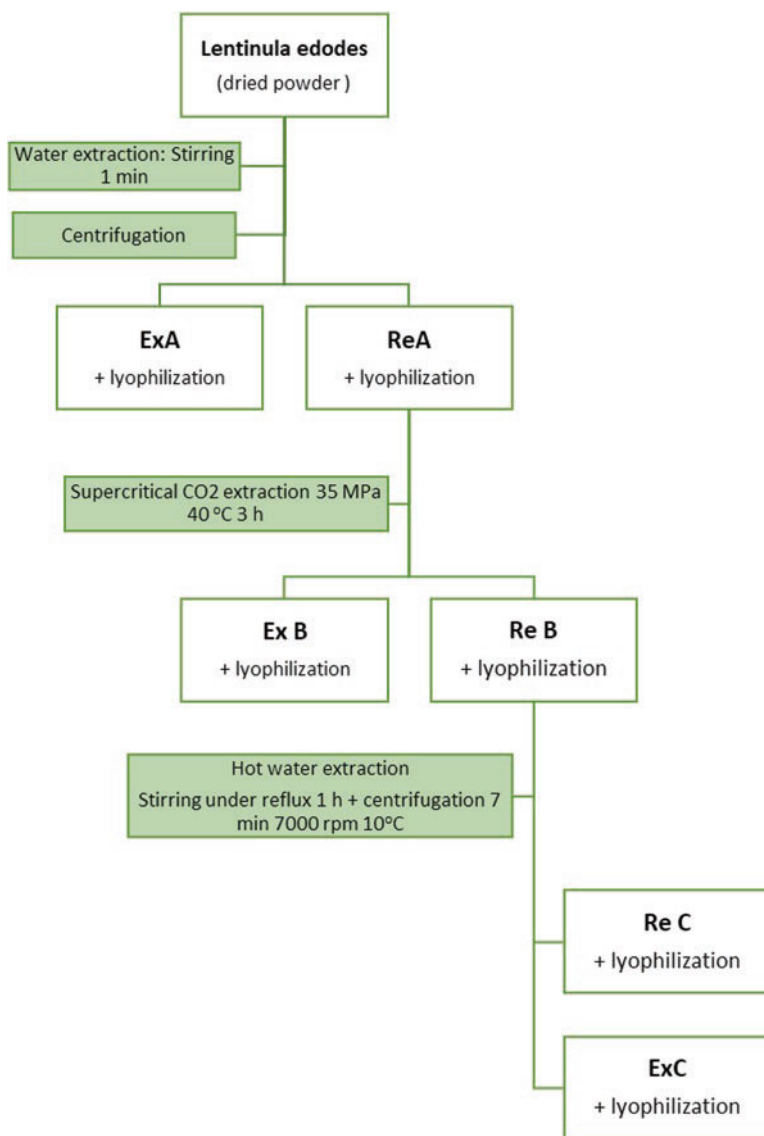 Lentinula edodes
(dried powder )
Water extraction: Stirring
1 min
Centrifugation
ExA
+ lyophilization
ReA
+ lyophilization
Supercritical CO2 extraction 35 MPa
40 ºC 3 h
Ex B
+ lyophilization
Re B
+ lyophilization
Hot water extraction
Stirring under reflux 1 h + centrifugation 7
min 7000 rpm 10ºC
Re C
+ lyophilization
ExC
+ lyophilization